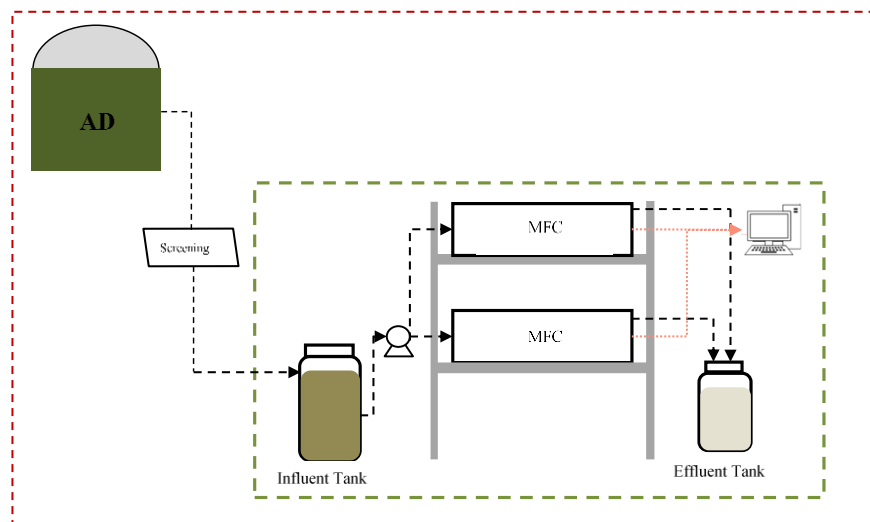 AD
Screening
MFC
MFC
Influent Tank
Effluent Tank